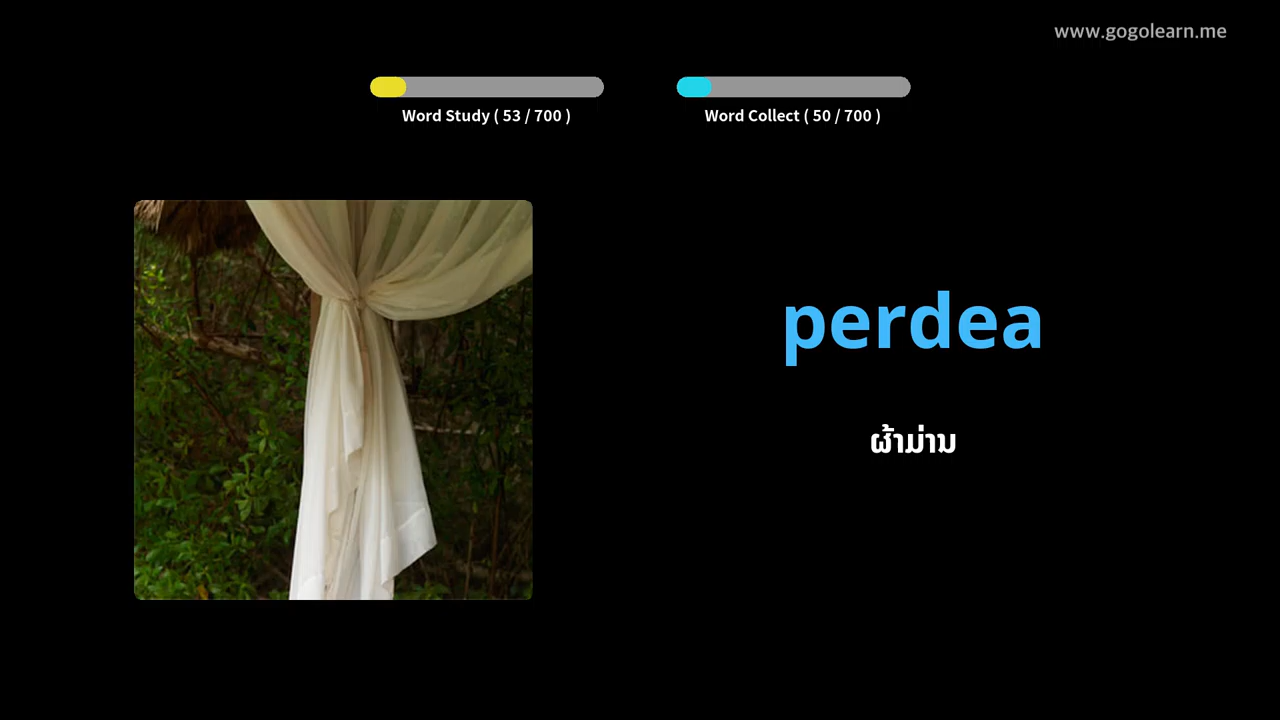 www.gogolearn.me
Word Study ( 53 / 700 )
Word Collect ( 50 / 700 )
perdea
ຜ້າມ່ານ